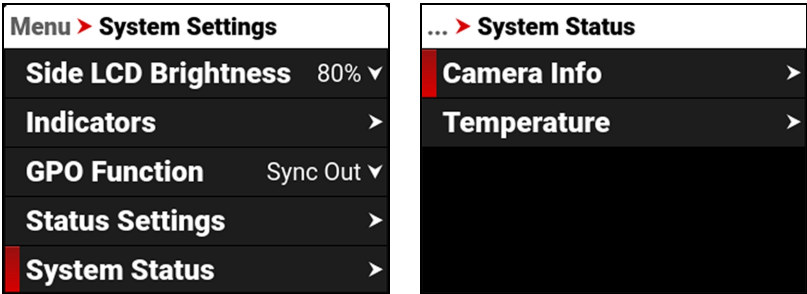 Menu ➤ System Settings
Side LCD Brightness 80%
Indicators
GPO Function Sync Out
Status Settings
System Status
... ➤ System Status
Camera Info
Temperature